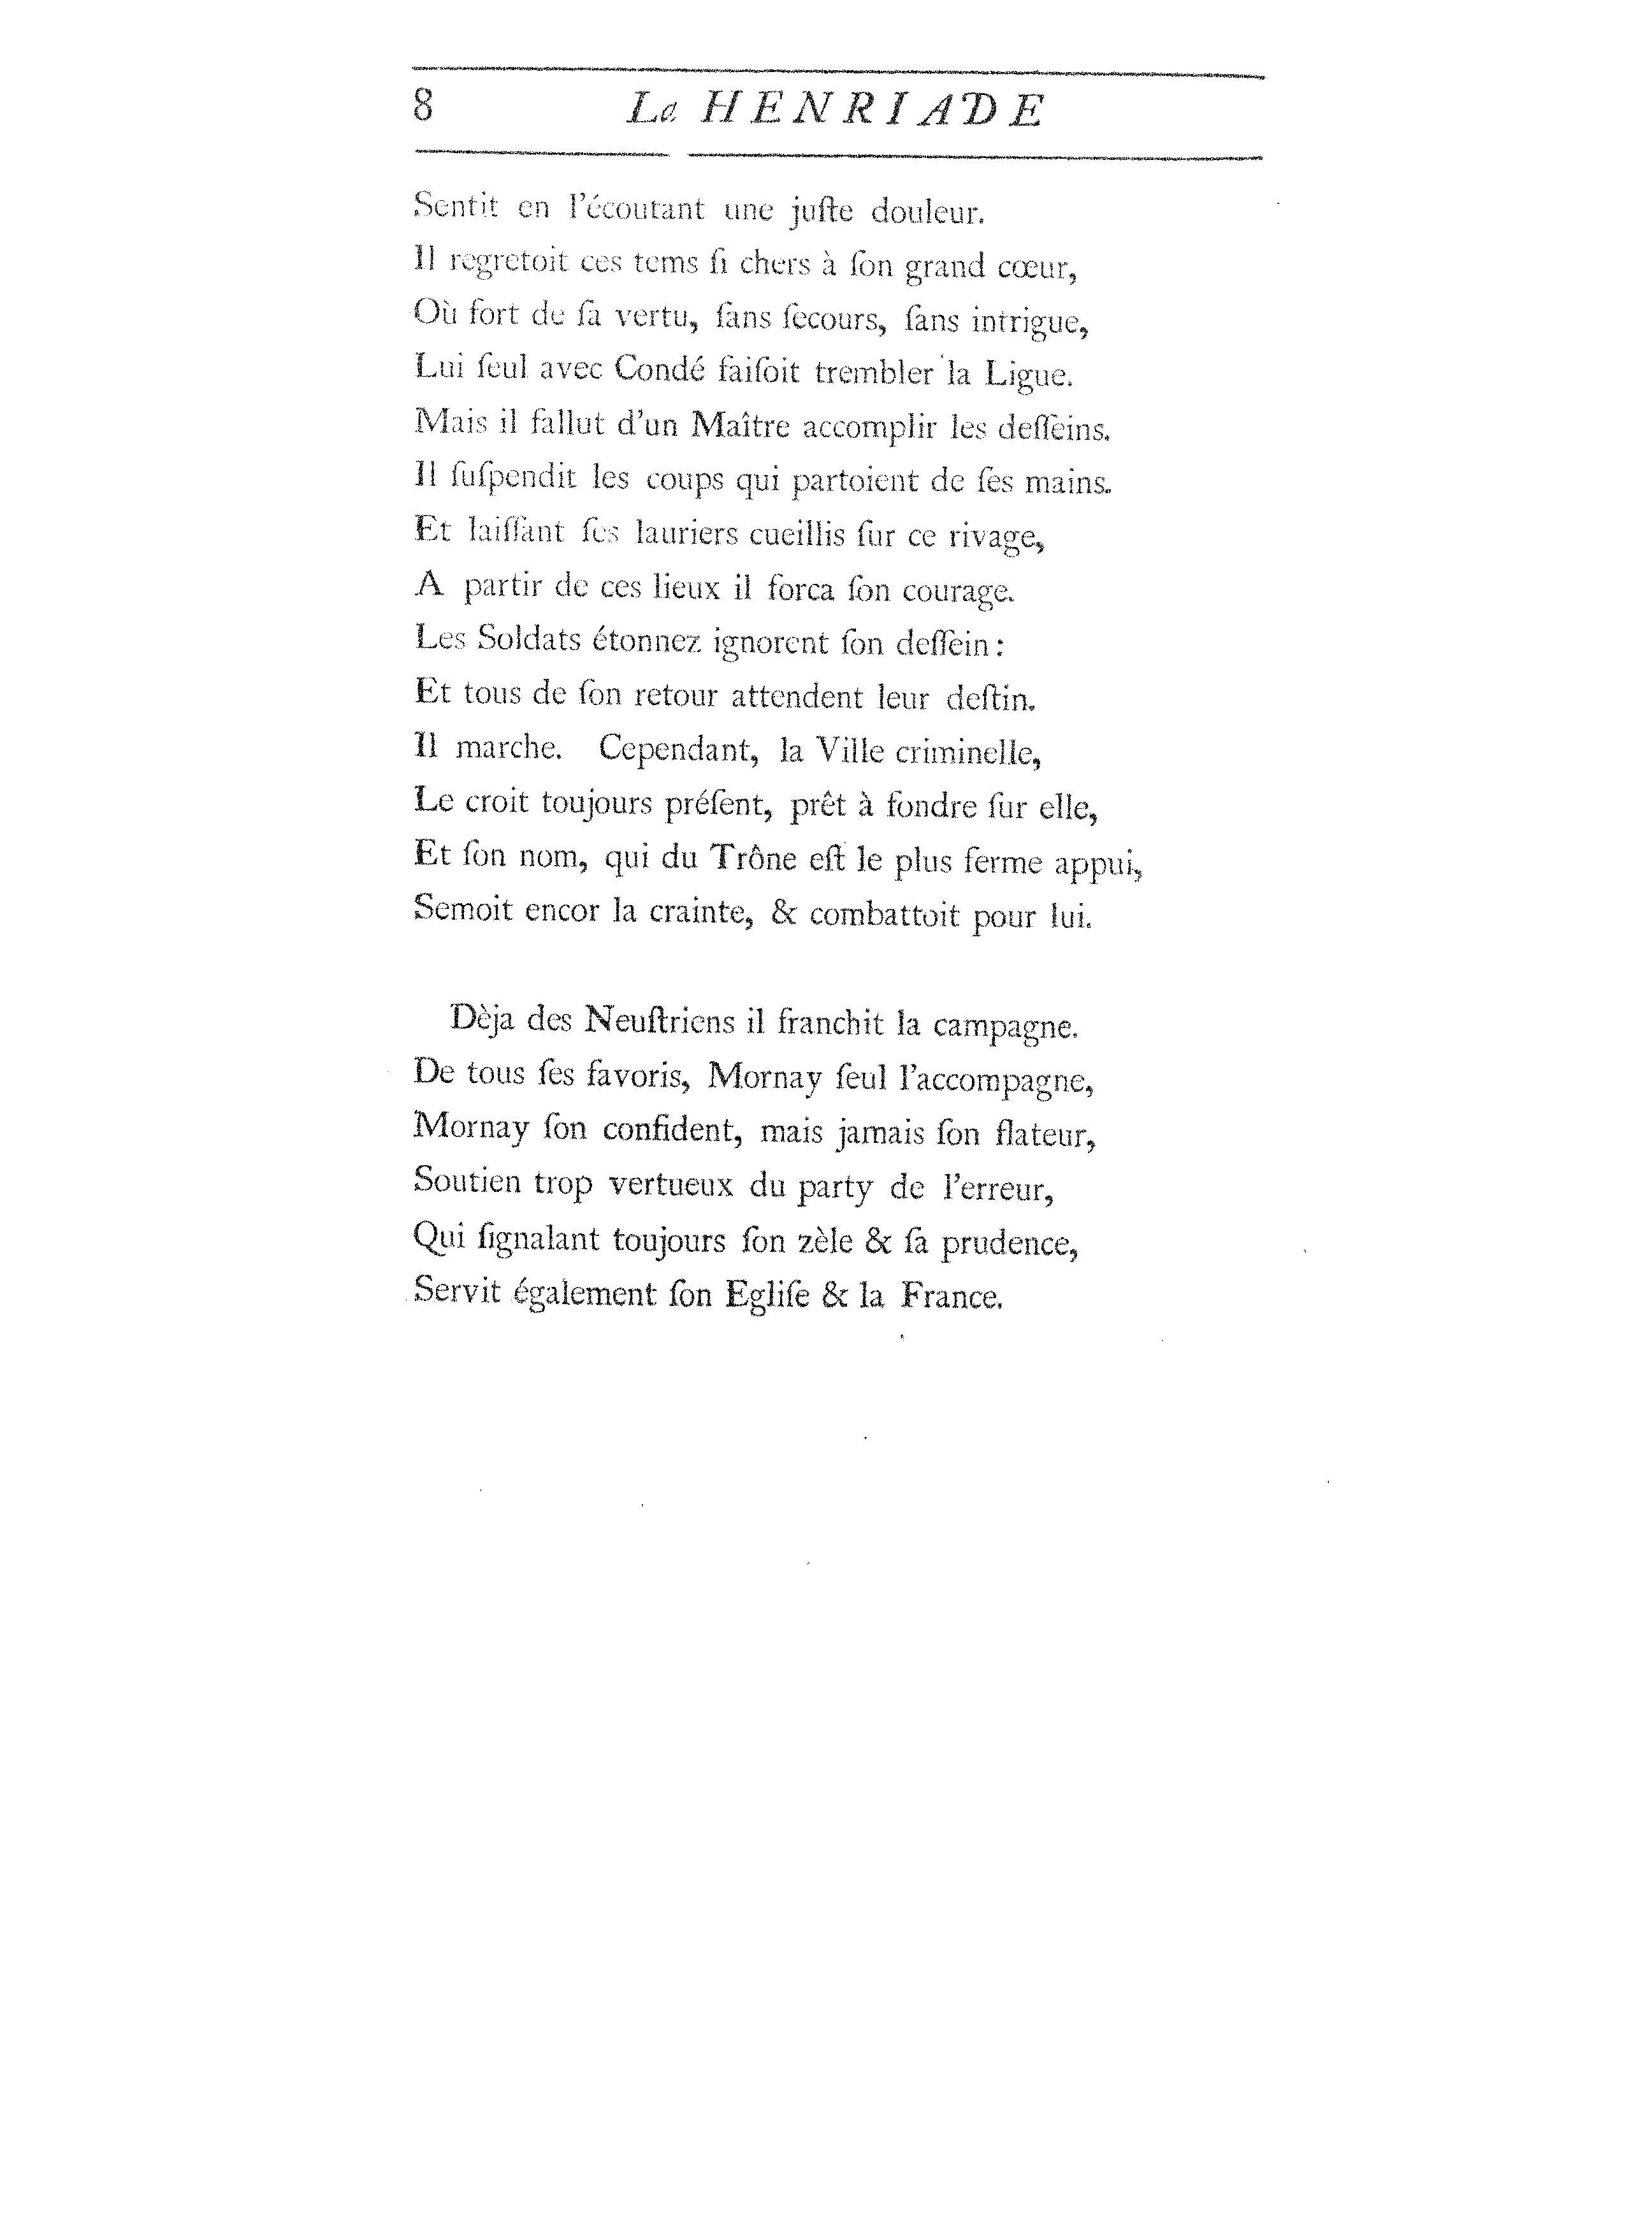 8 La HENRIADE
Sentit en l'écoutant une juſte douleur.
Il regretoit ces tems ſi chers à ſon grand cœur,
Où fort de ſa vertu, ſans ſecours, ſans intrigue,
Lui ſeul avec Condé faiſoit trembler la Ligue.
Mais il fallut d'un Maître accomplir les deſſeins.
Il ſuſpendit les coups qui partoient de ſes mains.
Et laiſſant ſes lauriers cueillis ſur ce rivage,
A partir de ces lieux il forca ſon courage.
Les Soldats étonnez ignorent ſon deſſein :
Et tous de ſon retour attendent leur deſtin.
Il marche. Cependant, la Ville criminelle,
Le croit toujours préſent, prêt à fondre ſur elle,
Et ſon nom, qui du Trône eſt le plus ferme appui,
Semoit encor la crainte, & combattoit pour lui.
Dèja des Neuſtriens il franchit la campagne.
De tous ſes favoris, Mornay ſeul l'accompagne,
Mornay ſon confident, mais jamais ſon flateur,
Soutien trop vertueux du party de l'erreur,
Qui ſignalant toujours ſon zèle & ſa prudence,
Servit également ſon Egliſe & la France.